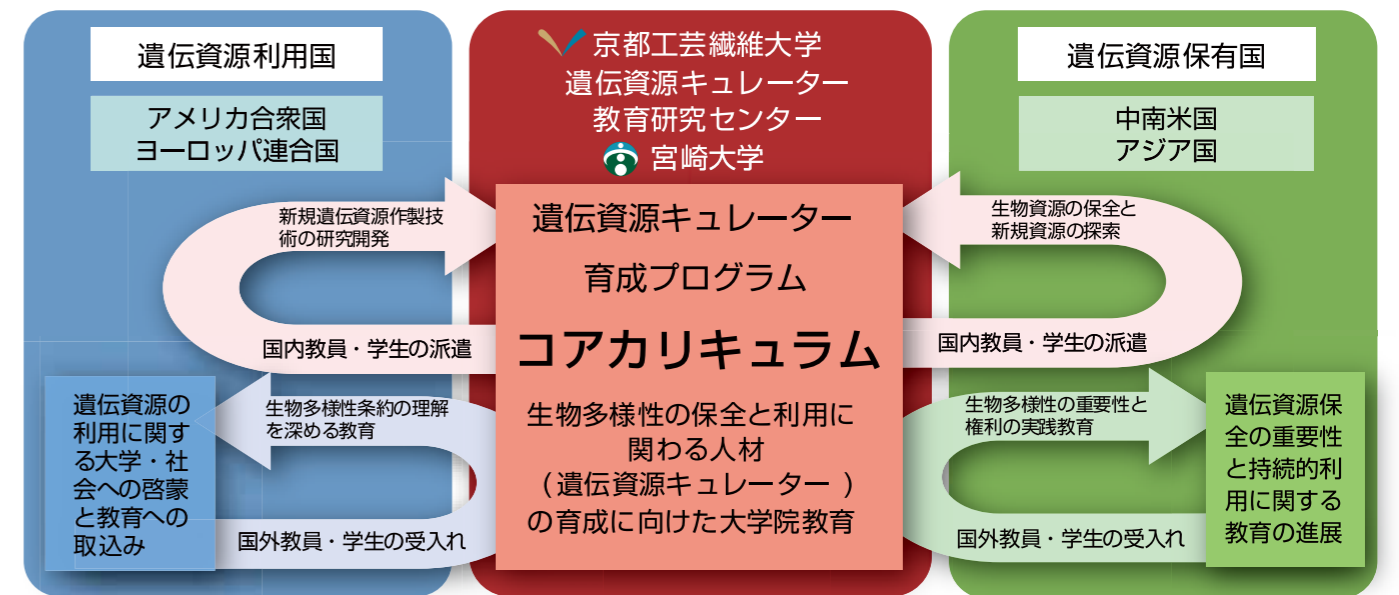 遺伝資源利用国
アメリカ合衆国
ヨーロッパ連合国
新規遺伝資源作製技
術の研究開発
国内教員・学生の派遣
生物多様性条約の理解
を深める教育
国外教員・学生の受入れ
遺伝資源の
利用に関す
る大学・社
会への啓蒙
と教育への
取込み
京都工芸繊維大学
遺伝資源キュレーター
教育研究センター
宮崎大学
遺伝資源キュレーター
育成プログラム
コアカリキュラム
生物多様性の保全と利用に
関わる人材
(遺伝資源キュレーター )
の育成に向けた大学院教育
遺伝資源保有国
中南米国
アジア国
生物資源の保全と
新規資源の探索
国内教員・学生の派遣
生物多様性の重要性と
権利の実践教育
国外教員・学生の受入れ
遺伝資源保
全の重要性
と持続的利
用に関する
教育の進展